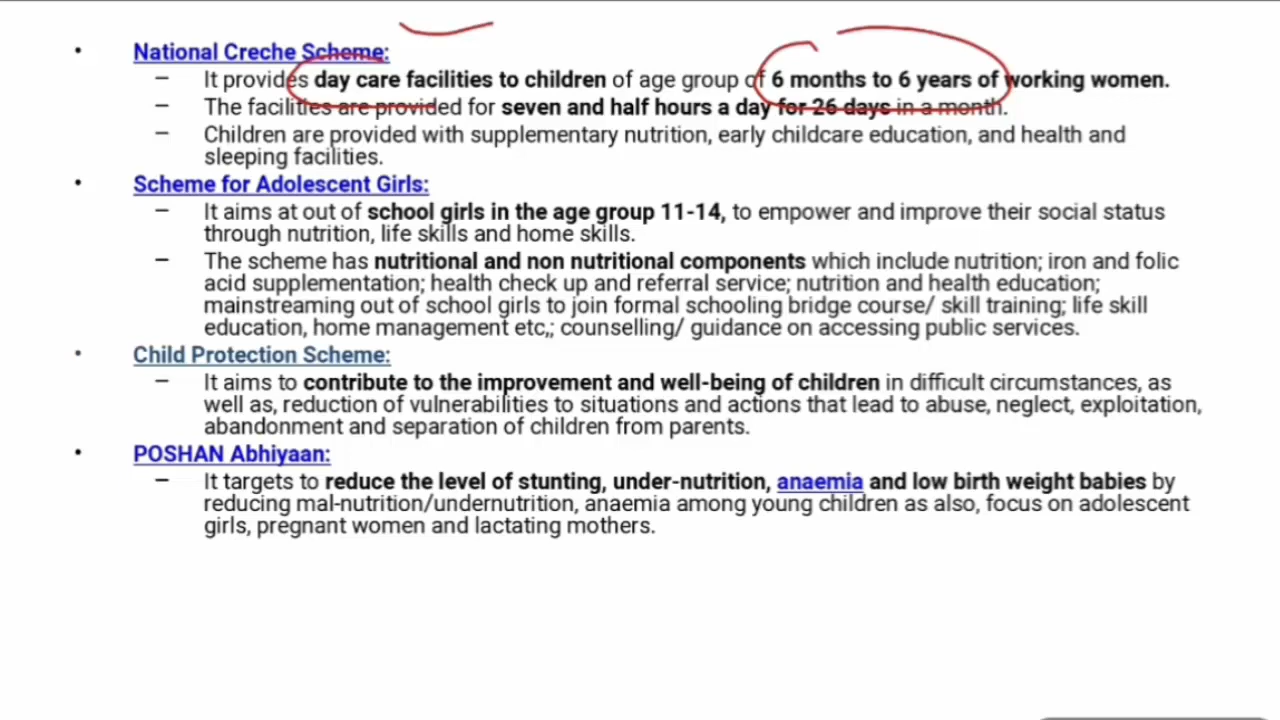 • National Creche Scheme:
– It provides day care facilities to children of age group of 6 months to 6 years of working women.
– The facilities are provided for seven and half hours a day for 26 days in a month.
– Children are provided with supplementary nutrition, early childcare education, and health and
sleeping facilities.
• Scheme for Adolescent Girls:
– It aims at out of school girls in the age group 11-14, to empower and improve their social status
through nutrition, life skills and home skills.
– The scheme has nutritional and non nutritional components which include nutrition; iron and folic
acid supplementation; health check up and referral service; nutrition and health education;
mainstreaming out of school girls to join formal schooling bridge course/ skill training; life skill
education, home management etc,; counselling/ guidance on accessing public services.
• Child Protection Scheme:
– It aims to contribute to the improvement and well-being of children in difficult circumstances, as
well as, reduction of vulnerabilities to situations and actions that lead to abuse, neglect, exploitation,
abandonment and separation of children from parents.
• POSHAN Abhiyaan:
– It targets to reduce the level of stunting, under-nutrition, anaemia and low birth weight babies by
reducing mal-nutrition/undernutrition, anaemia among young children as also, focus on adolescent
girls, pregnant women and lactating mothers.